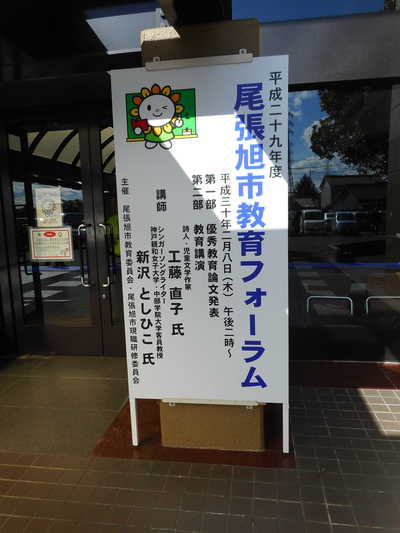 平成二十九年度
尾張旭市教育フォーラム
平成三十年二月八日(木) 午後二時～
第一部 優秀教育論文発表
第二部 教育講演
講師
詩人・児童文学作家
工藤 直子 氏
シンガーソングライター
神戸親和女子大学・中部学院大学客員教授
新沢 としひこ 氏
主催 尾張旭市教育委員会・尾張旭市現職研修委員会